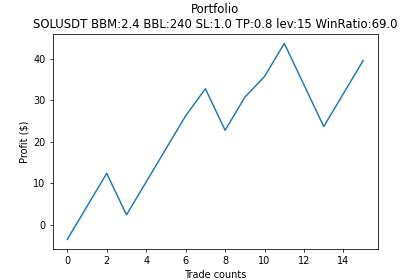 Portfolio
SOLUSDT BBM:2.4 BBL:240 SL:1.0 TP:0.8 lev:15 WinRatio:69.0
Profit ($)
40
30
20
10
0
0 2 4 6 8 10 12 14
Trade counts